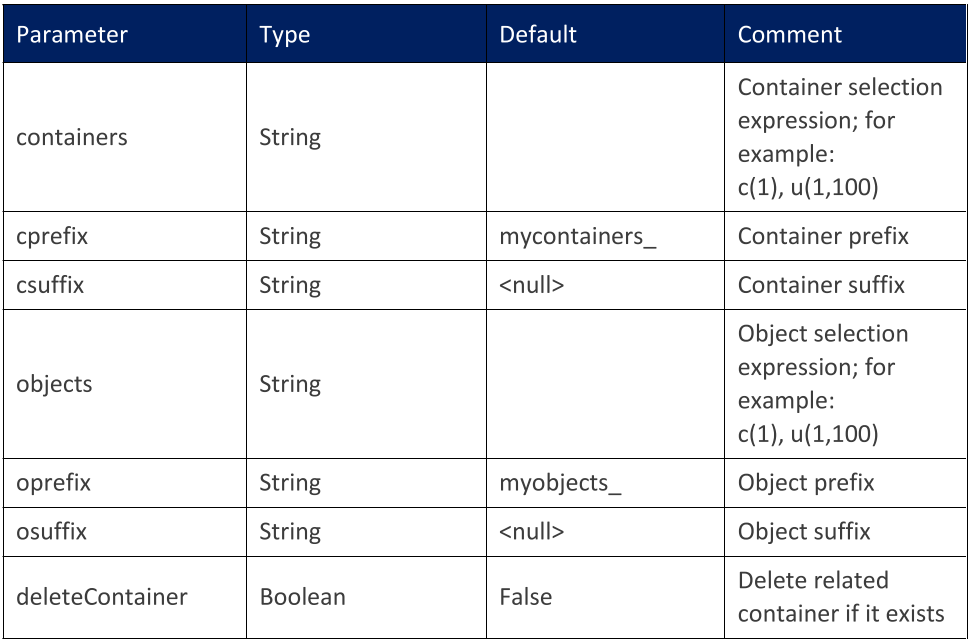 Parameter Type Default Comment
containers String Container selection
expression; for
example:
c(1), u(1,100)
cprefix String mycontainers_ Container prefix
csuffix String <null> Container suffix
objects String Object selection
expression; for
example:
c(1), u(1,100)
oprefix String myobjects_ Object prefix
osuffix String <null> Object suffix
deleteContainer Boolean False Delete related
container if it exists